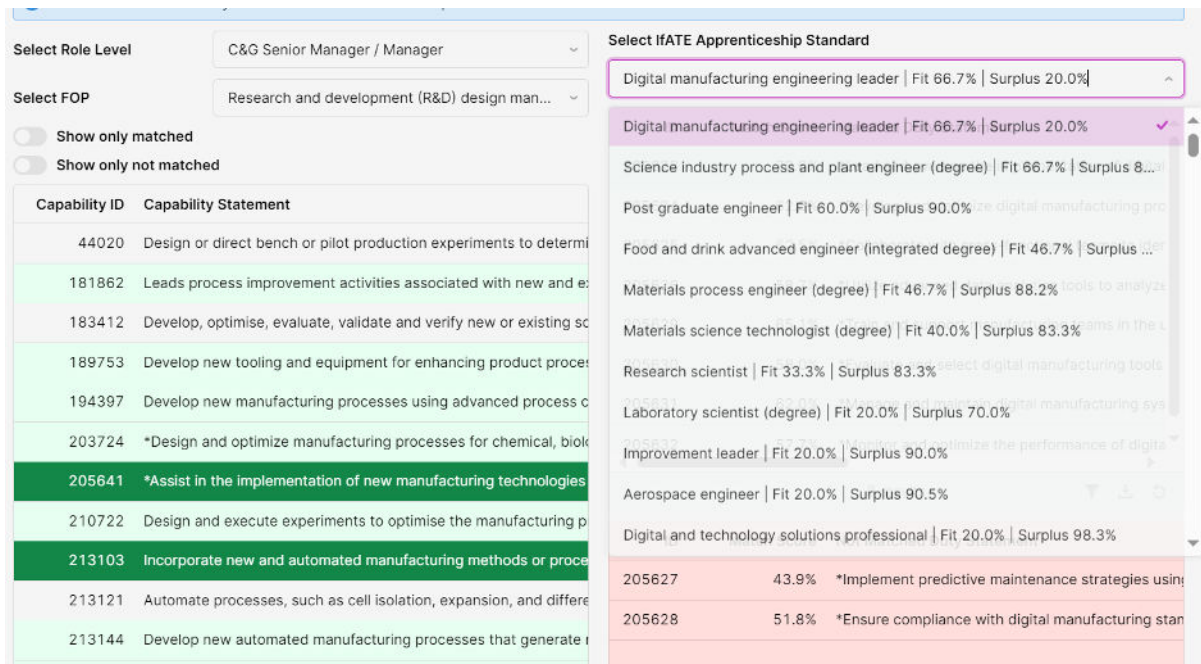 Select Role Level
C&G Senior Manager / Manager
Select FOP
Research and development (R&D) design man...
Show only matched
Show only not matched
Capability ID Capability Statement
44020 Design or direct bench or pilot production experiments to determi
181862 Leads process improvement activities associated with new and e
183412 Develop, optimise, evaluate, validate and verify new or existing sc
189753 Develop new tooling and equipment for enhancing product proce
194397 Develop new manufacturing processes using advanced process c
203724 *Design and optimize manufacturing processes for chemical, biol
205641 *Assist in the implementation of new manufacturing technologies
210722 Design and execute experiments to optimise the manufacturing p
213103 Incorporate new and automated manufacturing methods or proce
213121 Automate processes, such as cell isolation, expansion, and differe
213144 Develop new automated manufacturing processes that generate
Select IfATE Apprenticeship Standard
Digital manufacturing engineering leader | Fit 66.7% | Surplus 20.0%
Digital manufacturing engineering leader | Fit 66.7% | Surplus 20.0%
Science industry process and plant engineer (degree) | Fit 66.7% | Surplus 8...
Post graduate engineer | Fit 60.0% | Surplus 90.0%
Food and drink advanced engineer (integrated degree) | Fit 46.7% | Surplus ...
Materials process engineer (degree) | Fit 46.7% | Surplus 88.2%
Materials science technologist (degree) | Fit 40.0% | Surplus 83.3%
Research scientist | Fit 33.3% | Surplus 83.3%
Laboratory scientist (degree) | Fit 20.0% | Surplus 70.0%
Improvement leader | Fit 20.0% | Surplus 90.0%
Aerospace engineer | Fit 20.0% | Surplus 90.5%
Digital and technology solutions professional | Fit 20.0% | Surplus 98.3%
205627 43.9% *Implement predictive maintenance strategies using
205628 51.8% *Ensure compliance with digital manufacturing stan